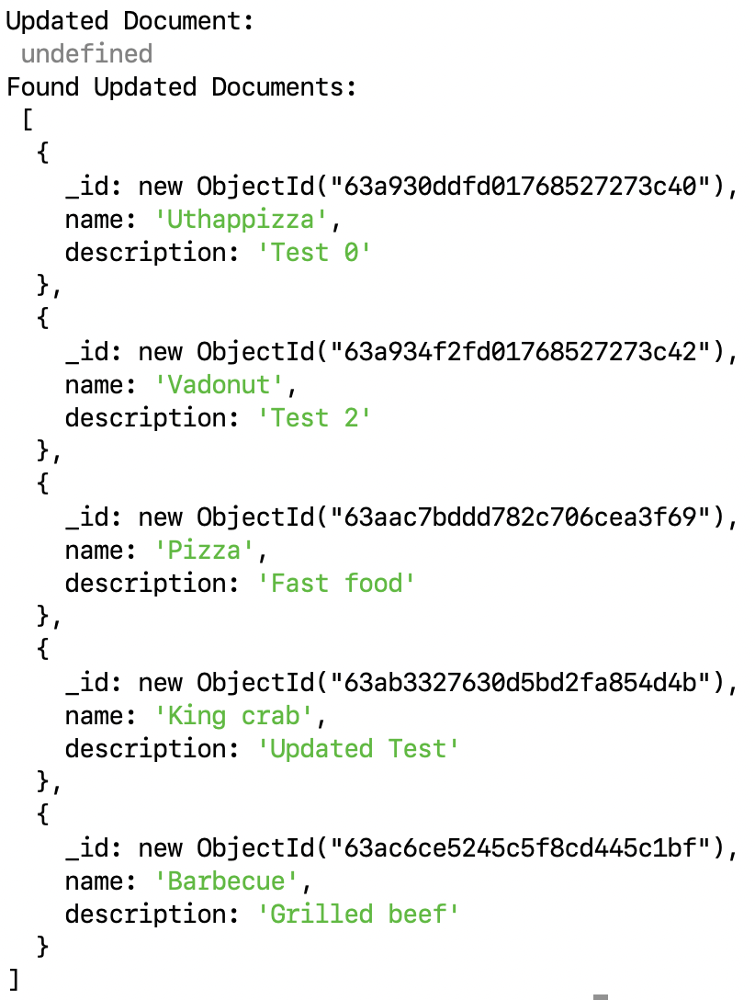 Updated Document:
undefined
Found Updated Documents:
[
{
_id: new ObjectId("63a930ddfd01768527273c40"),
name: 'Uthappizza',
description: 'Test 0'
},
{
_id: new ObjectId("63a934f2fd01768527273c42"),
name: 'Vadonut',
description: 'Test 2'
},
{
_id: new ObjectId("63aac7bddd782c706cea3f69"),
name: 'Pizza',
description: 'Fast food'
},
{
_id: new ObjectId("63ab3327630d5bd2fa854d4b"),
name: 'King crab',
description: 'Updated Test'
},
{
_id: new ObjectId("63ac6ce5245c5f8cd445c1bf"),
name: 'Barbecue',
description: 'Grilled beef'
}
]